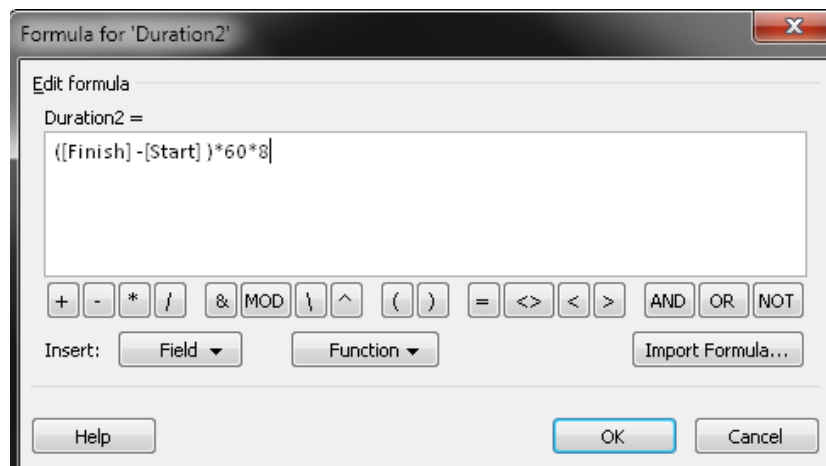 Formula for 'Duration2'
X
Edit formula
Duration2 =
([Finish] -[Start] )*60*8
+ - * / & MOD \ ^ ( ) = <> < > AND OR NOT
Insert: Field Function Import Formula...
Help OK Cancel